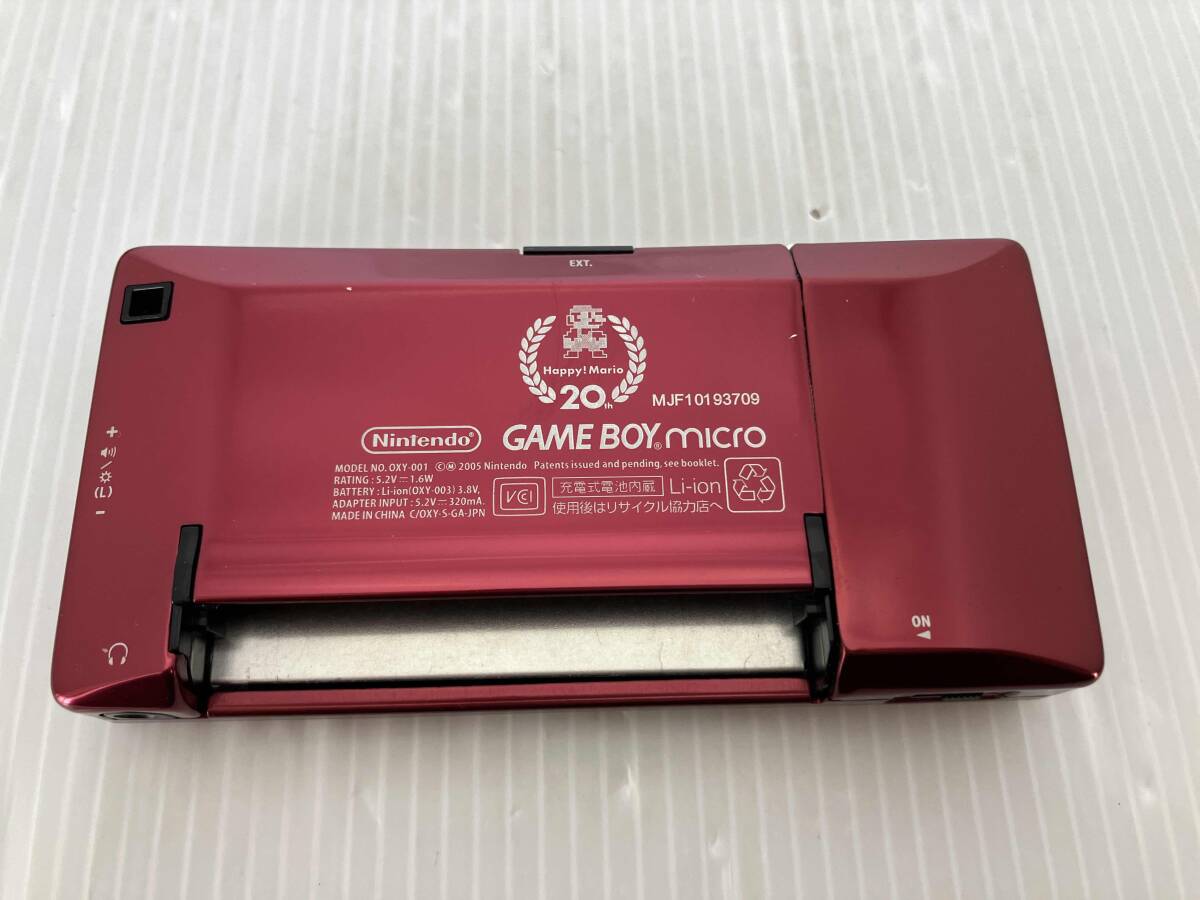 EXT.
Happy! Mario
20th
MJF10193709
Nintendo®
GAME BOY® micro
MODEL NO. OXY-001 ©Ⓜ 2005 Nintendo Patents issued and pending, see booklet.
RATING : 5.2V⎓1.6W
BATTERY : Li-ion(OXY-003) 3.8V,
ADAPTER INPUT : 5.2V⎓320mA.
MADE IN CHINA C/OXY-S-GA-JPN
VCI
充電式電池内蔵 Li-ion
使用後はリサイクル協力店へ
+
/
(L)
−
ON